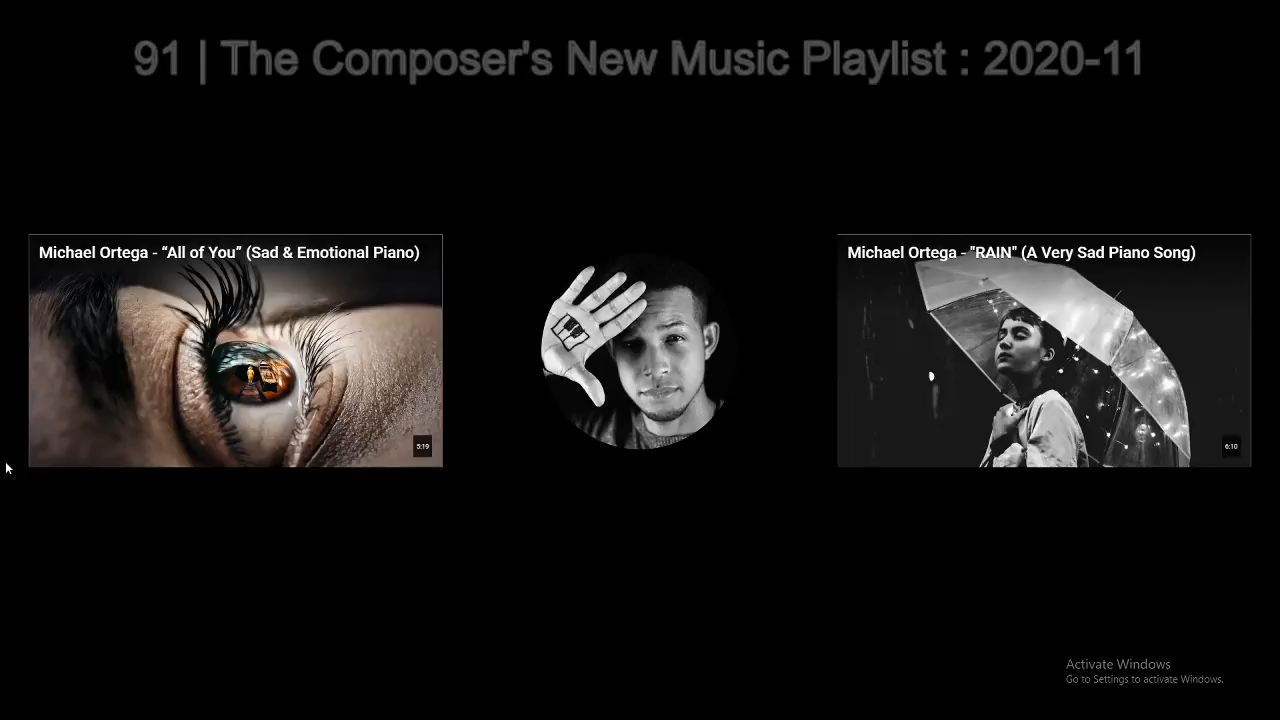 91 | The Composer's New Music Playlist : 2020-11
Michael Ortega - “All of You” (Sad & Emotional Piano)
5:19
Michael Ortega - "RAIN" (A Very Sad Piano Song)
6:10
Activate Windows
Go to Settings to activate Windows.